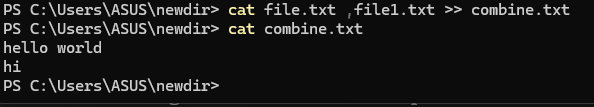 PS C:\Users\ASUS\newdir> cat file.txt ,file1.txt >> combine.txt
PS C:\Users\ASUS\newdir> cat combine.txt
hello world
hi
PS C:\Users\ASUS\newdir>